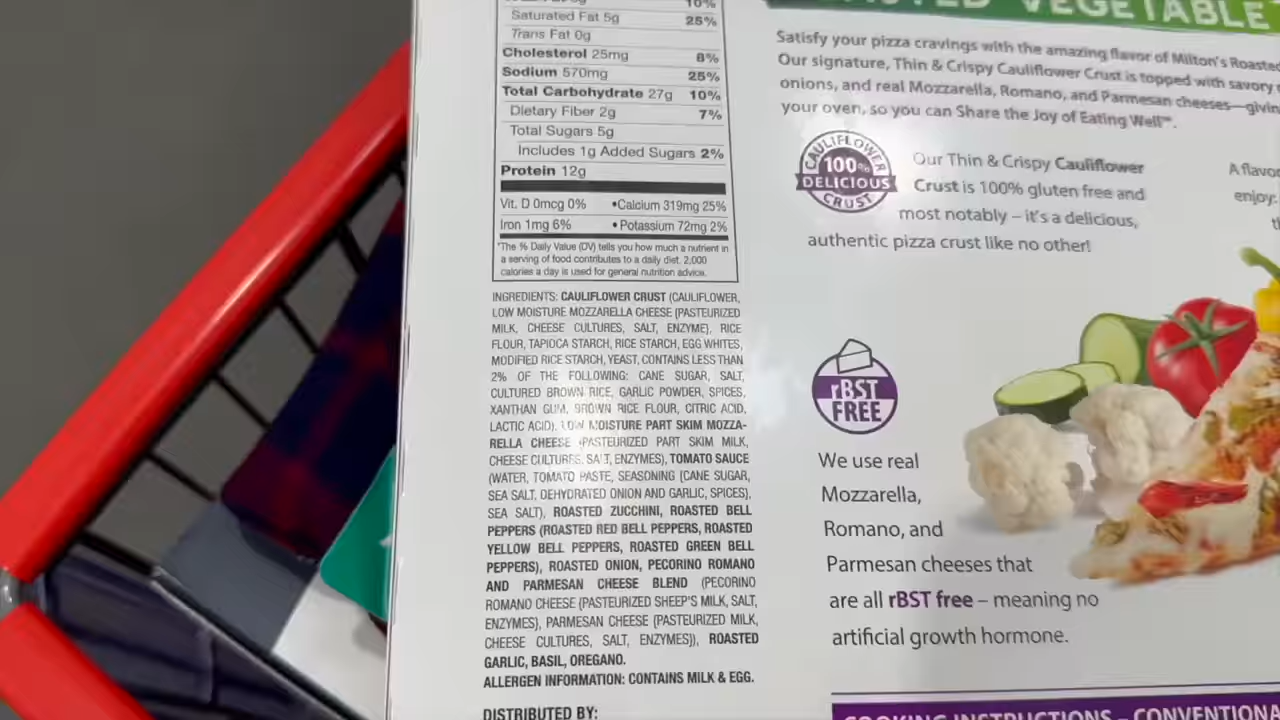 10%
Saturated Fat 5g 25%
Trans Fat 0g
Cholesterol 25mg 8%
Sodium 570mg 25%
Total Carbohydrate 27g 10%
Dietary Fiber 2g 7%
Total Sugars 5g
Includes 1g Added Sugars 2%
Protein 12g
Vit. D 0mcg 0% •Calcium 319mg 25%
Iron 1mg 6% •Potassium 72mg 2%
*The % Daily Value (DV) tells you how much a nutrient in
a serving of food contributes to a daily diet. 2,000
calories a day is used for general nutrition advice.
INGREDIENTS: CAULIFLOWER CRUST (CAULIFLOWER,
LOW MOISTURE MOZZARELLA CHEESE {PASTEURIZED
MILK, CHEESE CULTURES, SALT, ENZYME}, RICE
FLOUR, TAPIOCA STARCH, RICE STARCH, EGG WHITES,
MODIFIED RICE STARCH, YEAST, CONTAINS LESS THAN
2% OF THE FOLLOWING: CANE SUGAR, SALT,
CULTURED BROWN RICE, GARLIC POWDER, SPICES,
XANTHAN GUM, BROWN RICE FLOUR, CITRIC ACID,
LACTIC ACID), LOW MOISTURE PART SKIM MOZZA-
RELLA CHEESE (PASTEURIZED PART SKIM MILK,
CHEESE CULTURES, SALT, ENZYMES), TOMATO SAUCE
(WATER, TOMATO PASTE, SEASONING {CANE SUGAR,
SEA SALT, DEHYDRATED ONION AND GARLIC, SPICES},
SEA SALT), ROASTED ZUCCHINI, ROASTED BELL
PEPPERS (ROASTED RED BELL PEPPERS, ROASTED
YELLOW BELL PEPPERS, ROASTED GREEN BELL
PEPPERS), ROASTED ONION, PECORINO ROMANO
AND PARMESAN CHEESE BLEND (PECORINO
ROMANO CHEESE {PASTEURIZED SHEEP'S MILK, SALT,
ENZYMES}, PARMESAN CHEESE {PASTEURIZED MILK,
CHEESE CULTURES, SALT, ENZYMES}), ROASTED
GARLIC, BASIL, OREGANO.
ALLERGEN INFORMATION: CONTAINS MILK & EGG.
DISTRIBUTED BY:
VEGETABLE
Satisfy your pizza cravings with the amazing flavor of Milton's Roasted
Our signature, Thin & Crispy Cauliflower Crust is topped with savory
onions, and real Mozzarella, Romano, and Parmesan cheeses—givin
your oven, so you can Share the Joy of Eating Well℠.
CAULIFLOWER
100%
DELICIOUS
CRUST
Our Thin & Crispy Cauliflower
Crust is 100% gluten free and
most notably – it's a delicious,
authentic pizza crust like no other!
A flavo
enjoy.
rBST
FREE
We use real
Mozzarella,
Romano, and
Parmesan cheeses that
are all rBST free – meaning no
artificial growth hormone.
COOKING INSTRUCTIONS - CONVENTIONA